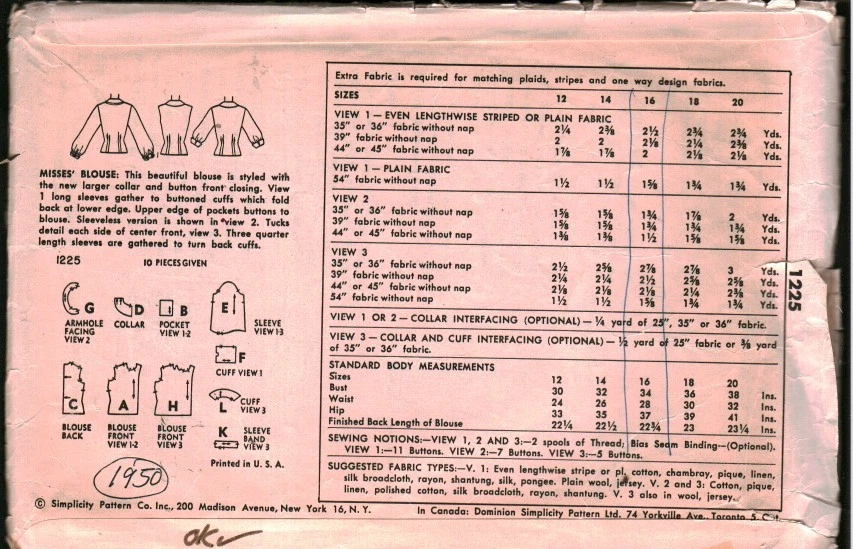 MISSES' BLOUSE: This beautiful blouse is styled with
the new larger collar and button front closing. View
1 long sleeves gather to buttoned cuffs which fold
back at lower edge. Upper edge of pockets buttons to
blouse. Sleeveless version is shown in view 2. Tucks
detail each side of center front, view 3. Three quarter
length sleeves are gathered to turn back cuffs.
1225 10 PIECES GIVEN
G
ARMHOLE
FACING
VIEW 2
D
COLLAR
B
POCKET
VIEW 1-2
E
SLEEVE
VIEW 1-3
F
CUFF VIEW 1
C
BLOUSE
BACK
A
BLOUSE
FRONT
VIEW 1-2
H
BLOUSE
FRONT
VIEW 3
L
CUFF
VIEW 3
K
SLEEVE
BAND
VIEW 3
1950
Printed in U. S. A.
Extra Fabric is required for matching plaids, stripes and one way design fabrics.
SIZES 12 14 16 18 20
VIEW 1 — EVEN LENGTHWISE STRIPED OR PLAIN FABRIC
35" or 36" fabric without nap 2¼ 2⅜ 2½ 2¾ 2¾ Yds.
39" fabric without nap 2 2 2⅛ 2¼ 2⅜ Yds.
44" or 45" fabric without nap 1⅞ 1⅞ 2 2⅛ 2⅛ Yds.
VIEW 1 — PLAIN FABRIC
54" fabric without nap 1½ 1½ 1⅝ 1¾ 1¾ Yds.
VIEW 2
35" or 36" fabric without nap 1⅝ 1⅝ 1¾ 1⅞ 2 Yds.
39" fabric without nap 1⅝ 1⅝ 1¾ 1¾ 1¾ Yds.
44" or 45" fabric without nap 1⅜ 1⅜ 1½ 1⅝ 1⅝ Yds.
VIEW 3
35" or 36" fabric without nap 2½ 2⅝ 2⅞ 2⅞ 3 Yds.
39" fabric without nap 2¼ 2¼ 2½ 2⅝ 2⅝ Yds.
44" or 45" fabric without nap 2⅛ 2⅛ 2⅛ 2¼ 2⅜ Yds.
54" fabric without nap 1½ 1½ 1⅝ 1¾ 1¾ Yds.
VIEW 1 OR 2 — COLLAR INTERFACING (OPTIONAL) — ¼ yard of 25", 35" or 36" fabric.
VIEW 3 — COLLAR AND CUFF INTERFACING (OPTIONAL) — ½ yard of 25" fabric or ⅜ yard
of 35" or 36" fabric.
STANDARD BODY MEASUREMENTS
Sizes 12 14 16 18 20
Bust 30 32 34 36 38 Ins.
Waist 24 26 28 30 32 Ins.
Hip 33 35 37 39 41 Ins.
Finished Back Length of Blouse 22¼ 22½ 22¾ 23 23¼ Ins.
SEWING NOTIONS:—VIEW 1, 2 AND 3:—2 spools of Thread; Bias Seam Binding—(Optional).
VIEW 1:—11 Buttons. VIEW 2:—7 Buttons. VIEW 3:—5 Buttons.
SUGGESTED FABRIC TYPES:—V. 1: Even lengthwise stripe or pl. cotton, chambray, pique, linen,
silk broadcloth, rayon, shantung, silk, pongee. Plain wool, jersey. V. 2 and 3: Cotton, pique,
linen, polished cotton, silk broadcloth, rayon, shantung. V. 3 also in wool, jersey.
1225
© Simplicity Pattern Co. Inc., 200 Madison Avenue, New York 16, N. Y. In Canada: Dominion Simplicity Pattern Ltd. 74 Yorkville Ave., Toronto 5,
OK